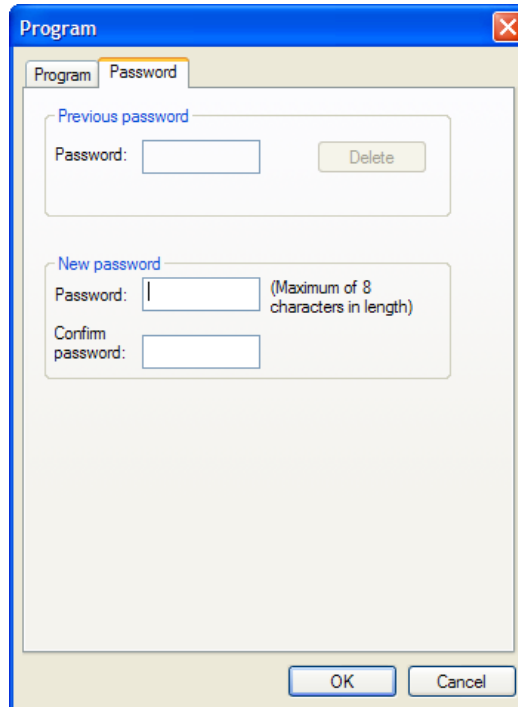 Program
Program Password
Previous password
Password: Delete
New password
Password: (Maximum of 8
characters in length)
Confirm
password:
OK Cancel